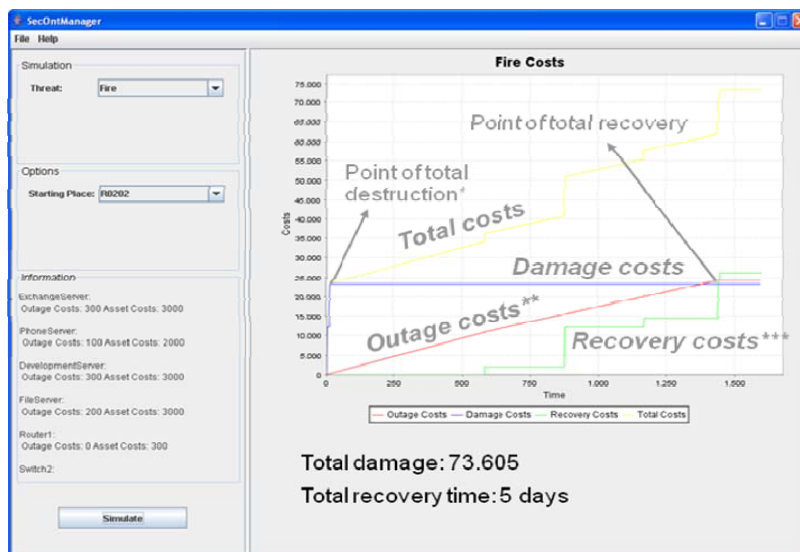 SecOntManager
File Help
Simulation
Threat: Fire
Options
Starting Place: R0202
Information
ExchangeServer:
Outage Costs: 300 Asset Costs: 3000
PhoneServer:
Outage Costs: 100 Asset Costs: 2000
DevelopmentServer:
Outage Costs: 300 Asset Costs: 3000
FileServer:
Outage Costs: 200 Asset Costs: 3000
Router1:
Outage Costs: 0 Asset Costs: 300
Switch2:
Simulate
Fire Costs
Costs
75.000
70.000
65.000
60.000
55.000
50.000
45.000
40.000
35.000
30.000
25.000
20.000
15.000
10.000
5.000
0
Point of total recovery
Point of total
destruction*
Total costs
Damage costs
Outage costs**
Recovery costs***
0 250 500 750 1.000 1.250 1.500
Time
Outage Costs Damage Costs Recovery Costs Total Costs
Total damage: 73.605
Total recovery time: 5 days